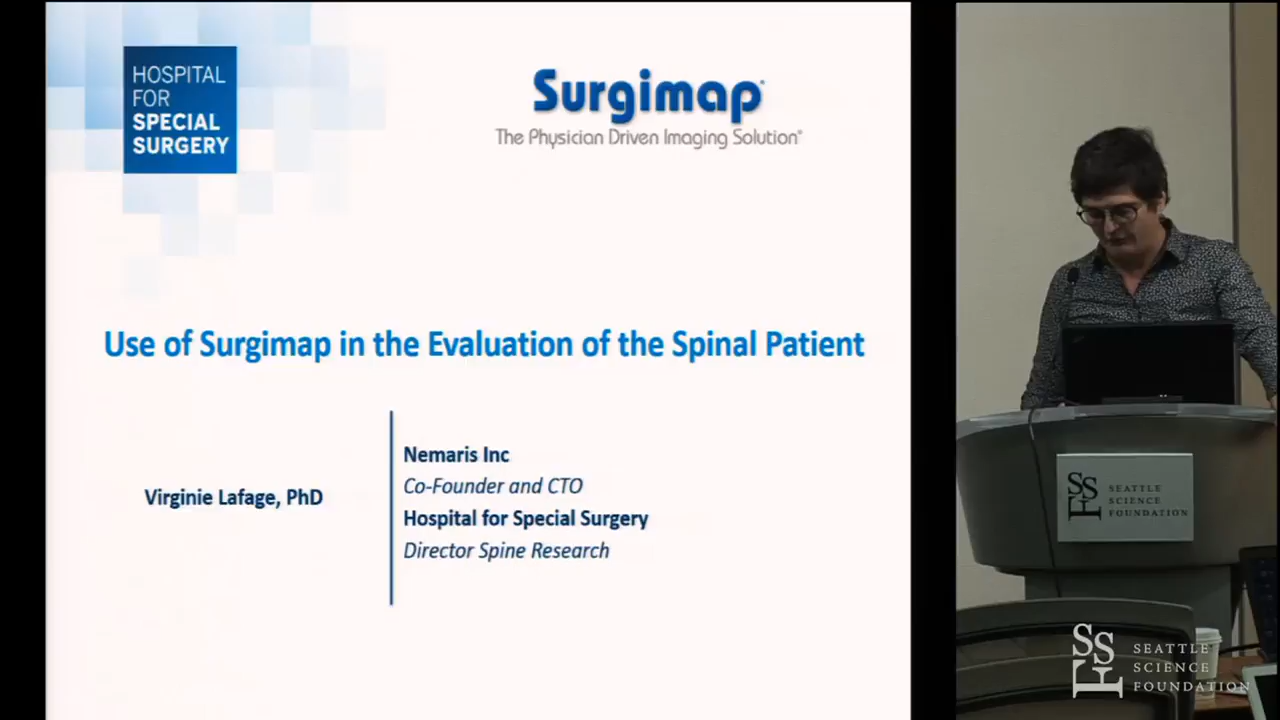 HOSPITAL
FOR
SPECIAL
SURGERY
Surgimap®
The Physician Driven Imaging Solution®
Use of Surgimap in the Evaluation of the Spinal Patient
Virginie Lafage, PhD
Nemaris Inc
Co-Founder and CTO
Hospital for Special Surgery
Director Spine Research
SSF
SEATTLE
SCIENCE
FOUNDATION
SSF
SEATTLE
SCIENCE
FOUNDATION